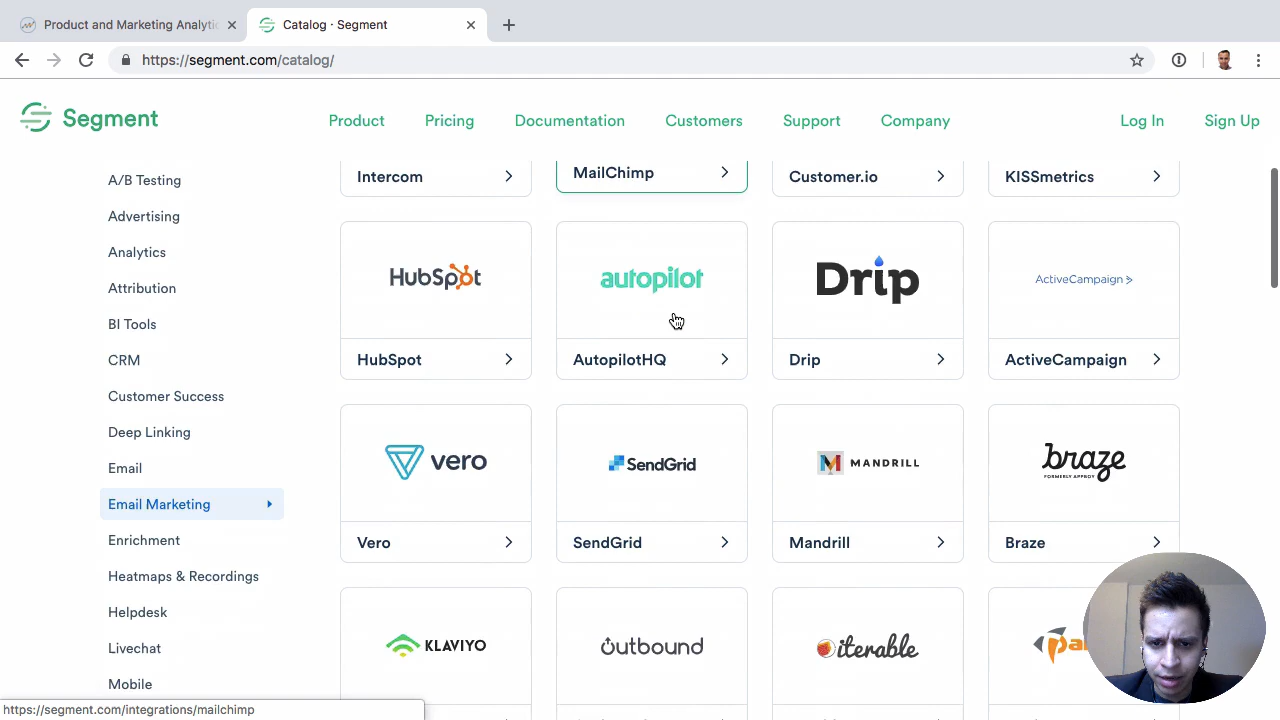 Product and Marketing Analytic
Catalog · Segment
https://segment.com/catalog/
Segment
Product
Pricing
Documentation
Customers
Support
Company
Log In
Sign Up
A/B Testing
Advertising
Analytics
Attribution
BI Tools
CRM
Customer Success
Deep Linking
Email
Email Marketing
Enrichment
Heatmaps & Recordings
Helpdesk
Livechat
Mobile
Intercom
MailChimp
Customer.io
KISSmetrics
HubSpot
autopilot
Drip
ActiveCampaign >
HubSpot
AutopilotHQ
Drip
ActiveCampaign
vero
SendGrid
MANDRILL
braze
FORMERLY APPBOY
Vero
SendGrid
Mandrill
Braze
KLAVIYO
outbound
iterable
https://segment.com/integrations/mailchimp